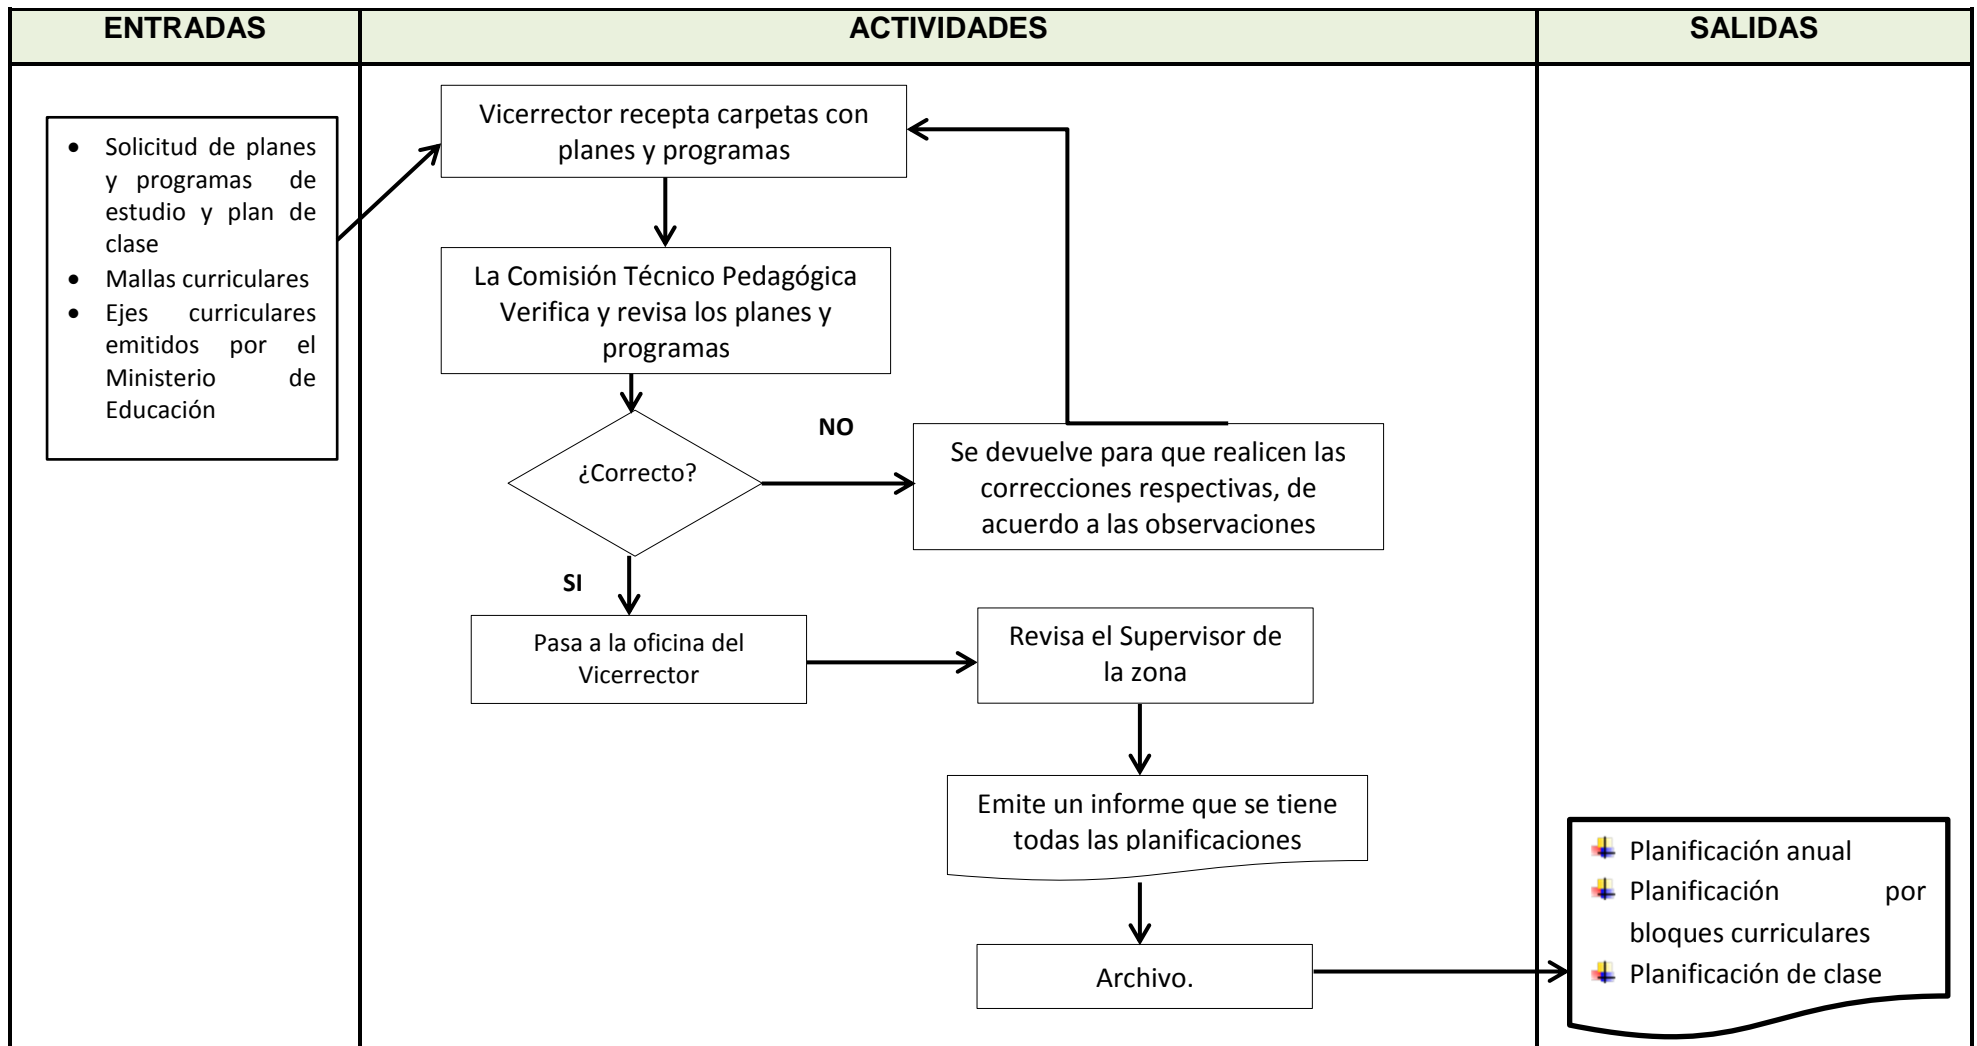 ENTRADAS
ACTIVIDADES
SALIDAS
Solicitud de planes
y programas de
estudio y plan de
clase
Mallas curriculares
Ejes curriculares
emitidos por el
Ministerio de
Educación
Vicerrector recepta carpetas con
planes y programas
La Comisión Técnico Pedagógica
Verifica y revisa los planes y
programas
¿Correcto?
NO
Se devuelve para que realicen las
correcciones respectivas, de
acuerdo a las observaciones
SI
Pasa a la oficina del
Vicerrector
Revisa el Supervisor de
la zona
Emite un informe que se tiene
todas las planificaciones
Archivo.
Planificación anual
Planificación por
bloques curriculares
Planificación de clase